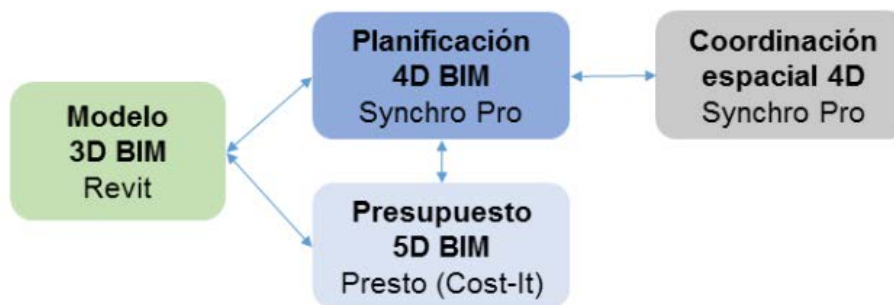 Modelo
3D BIM
Revit
Planificación
4D BIM
Synchro Pro
Coordinación
espacial 4D
Synchro Pro
Presupuesto
5D BIM
Presto (Cost-It)